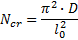 N_cr = π² · D / l₀²